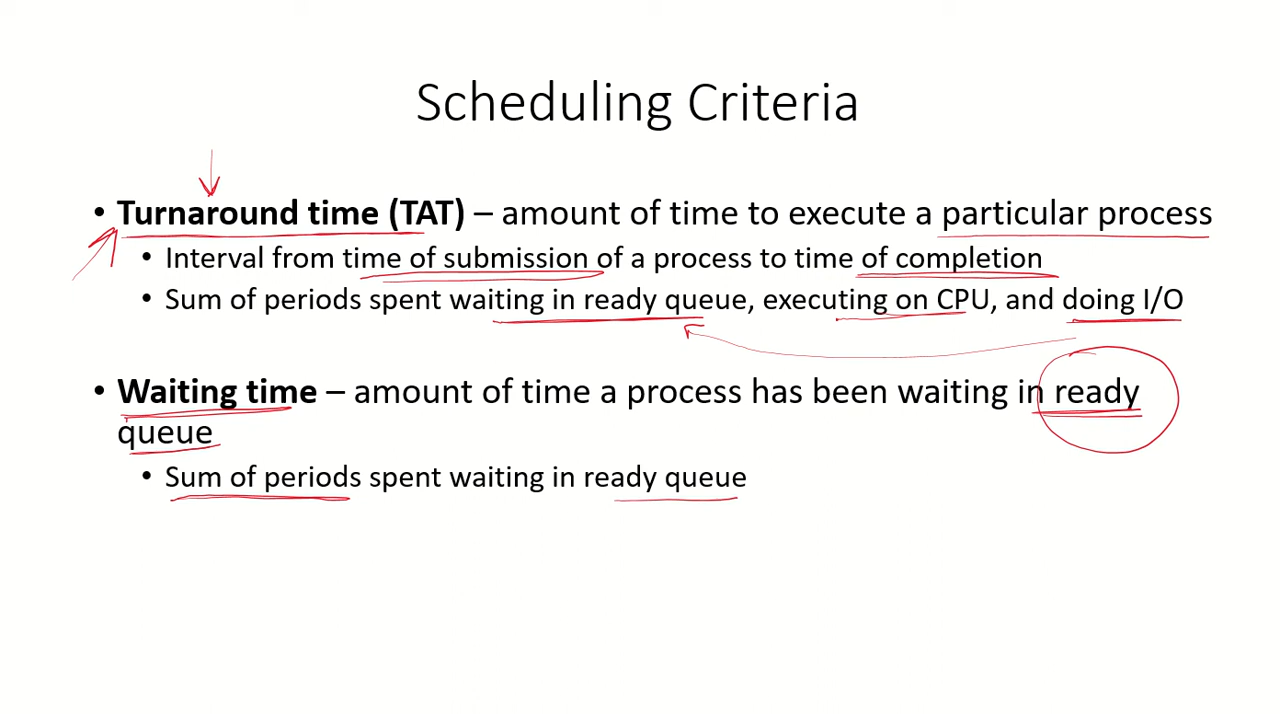 Scheduling Criteria
• Turnaround time (TAT) – amount of time to execute a particular process
• Interval from time of submission of a process to time of completion
• Sum of periods spent waiting in ready queue, executing on CPU, and doing I/O
• Waiting time – amount of time a process has been waiting in ready
queue
• Sum of periods spent waiting in ready queue